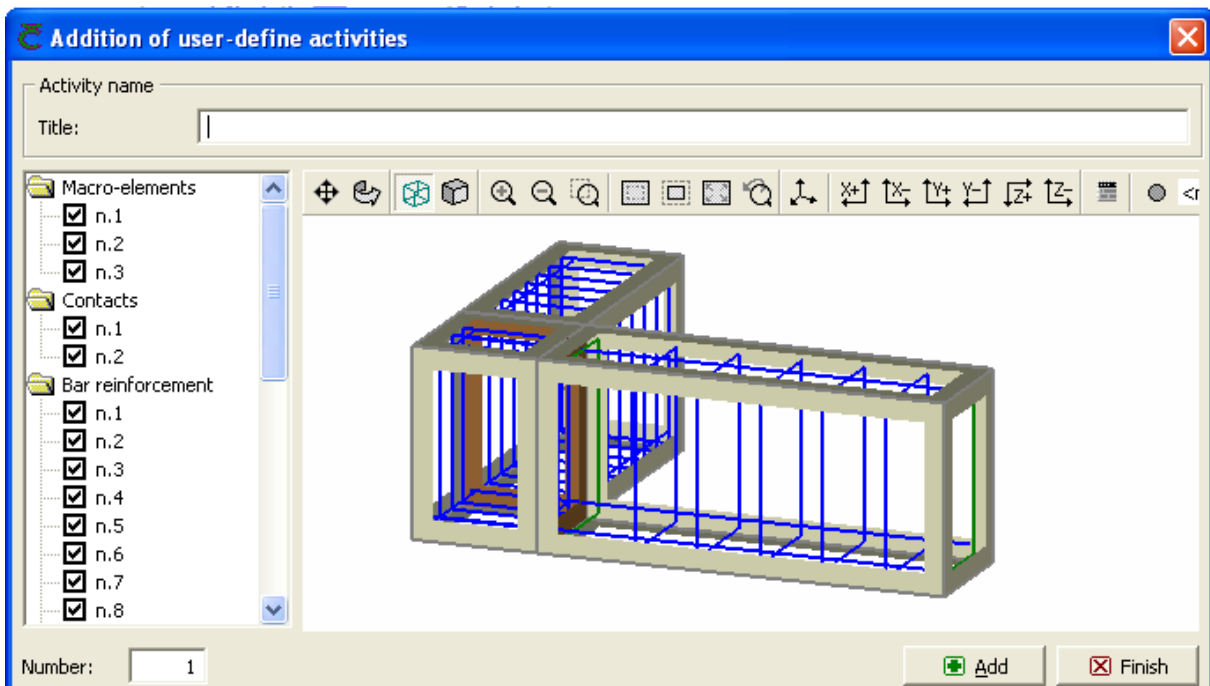 Addition of user-define activities
Activity name
Title:
Macro-elements
n.1
n.2
n.3
Contacts
n.1
n.2
Bar reinforcement
n.1
n.2
n.3
n.4
n.5
n.6
n.7
n.8
X+ X- Y+ Y- Z+ Z-
Number: 1
Add Finish